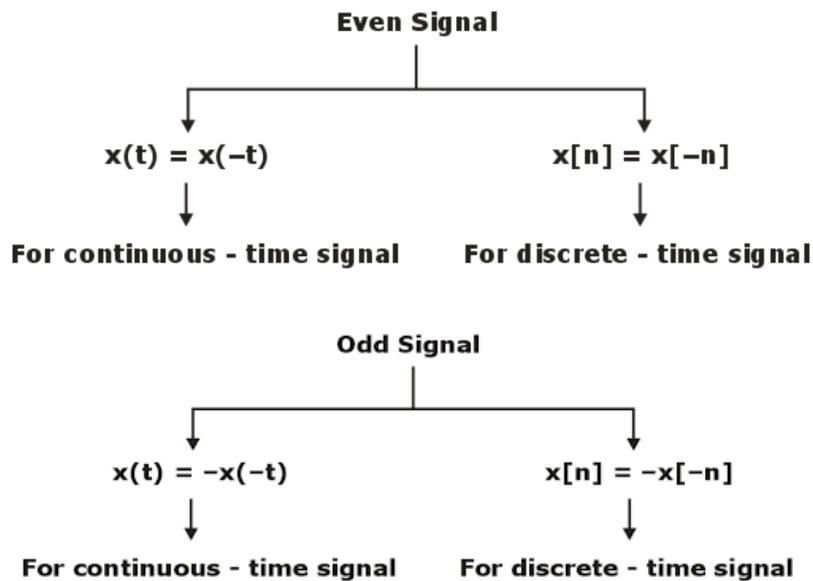 Even Signal
x(t) = x(−t)
x[n] = x[−n]
For continuous - time signal
For discrete - time signal
Odd Signal
x(t) = −x(−t)
x[n] = −x[−n]
For continuous - time signal
For discrete - time signal